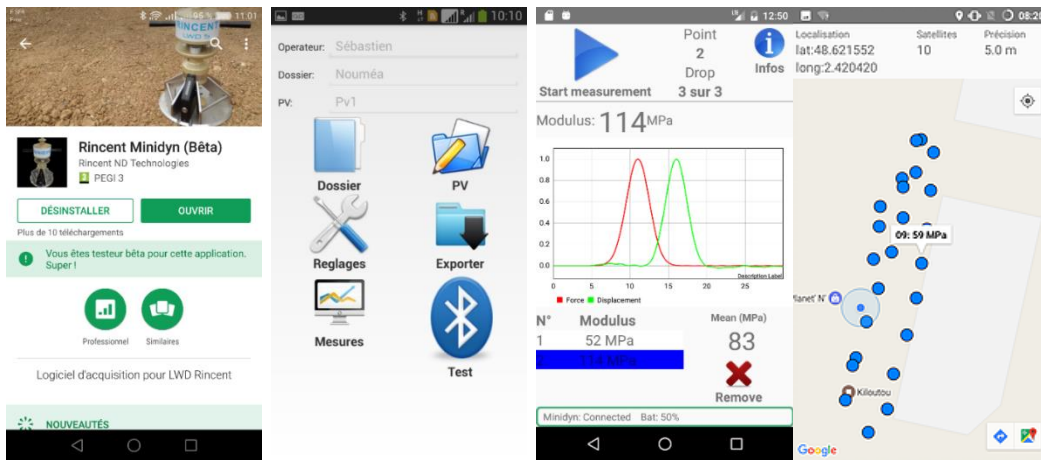 95 % 11:01
RINCENT
LWD
Rincent Minidyn (Bêta)
Rincent ND Technologies
3 PEGI 3
DÉSINSTALLER
OUVRIR
Plus de 10 téléchargements
Vous êtes testeur bêta pour cette application.
Super !
Professionnel
Similaires
Logiciel d'acquisition pour LWD Rincent
NOUVEAUTÉS
10:10
Operateur: Sébastien
Dossier: Nouméa
PV: Pv1
Dossier
PV
Reglages
Exporter
Mesures
Test
12:50
Start measurement
Point
2
Drop
3 sur 3
Infos
Modulus: 114 MPa
1.0
0.8
0.6
0.4
0.2
0.0
0 5 10 15 20 25
Description Label
Force Displacement
N° Modulus
1 52 MPa
114 MPa
Mean (MPa)
83
Remove
Minidyn: Connected Bat: 50%
Localisation
lat:48.621552
long:2.420420
Satellites
10
Précision
5.0 m
09: 59 MPa
Planet' N'
Kiloutou
Google